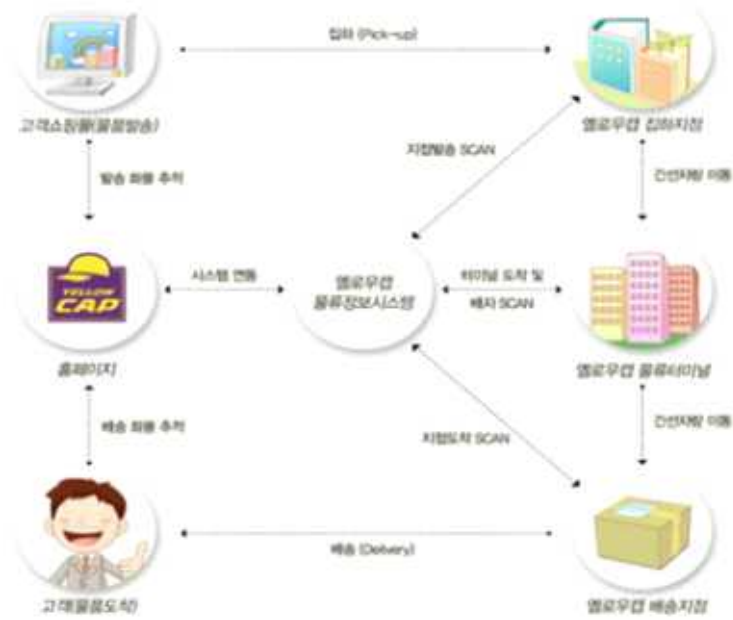 집화 (Pick-up)
고객쇼핑몰(물품발송)
옐로우캡 집화지점
지점발송 SCAN
발송 화물 추적
간선차량 이동
YELLOW
CAP
시스템 연동
옐로우캡
물류정보시스템
터미널 도착 및
배차 SCAN
홈페이지
옐로우캡 물류터미널
배송 화물 추적
지점도착 SCAN
간선차량 이동
배송 (Delivery)
고객(물품도착)
옐로우캡 배송지점